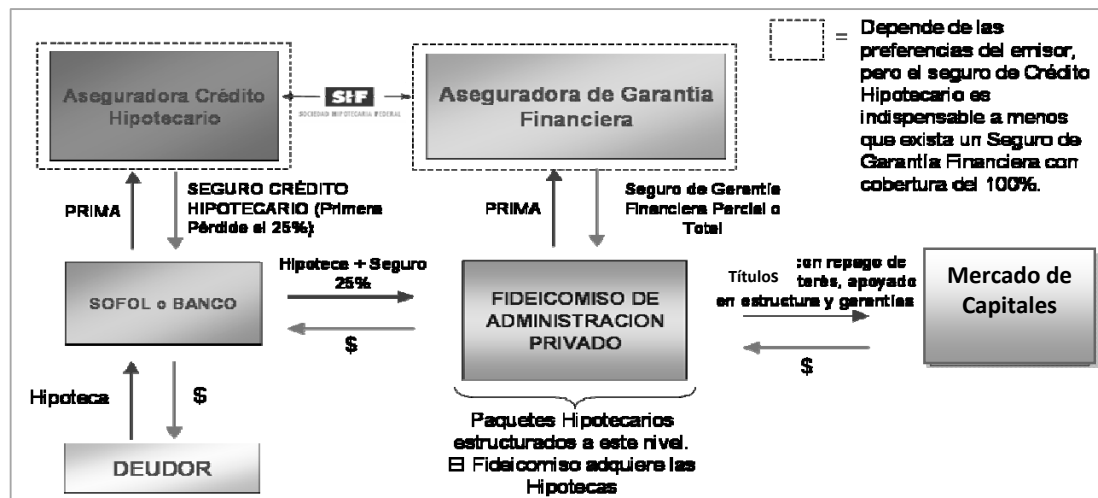 Aseguradora Crédito
Hipotecario
SHF
SOCIEDAD HIPOTECARIA FEDERAL
Aseguradora de Garantía
Financiera
= Depende de las
preferencias del emisor,
pero el seguro de Crédito
Hipotecario es
indispensable a menos
que exista un Seguro de
Garantía Financiera con
cobertura del 100%.
PRIMA
SEGURO CRÉDITO
HIPOTECARIO (Primera
Pérdida al 25%)
PRIMA
Seguro de Garantía
Financiera Parcial o
Total
SOFOL o BANCO
Hipoteca + Seguro
25%
$
FIDEICOMISO DE
ADMINISTRACION
PRIVADO
Títulos con repago de
terés, apoyado
en estructura y garantías
$
Mercado de
Capitales
Hipoteca
$
DEUDOR
Paquetes Hipotecarios
estructurados a este nivel.
El Fideicomiso adquiere las
Hipotecas